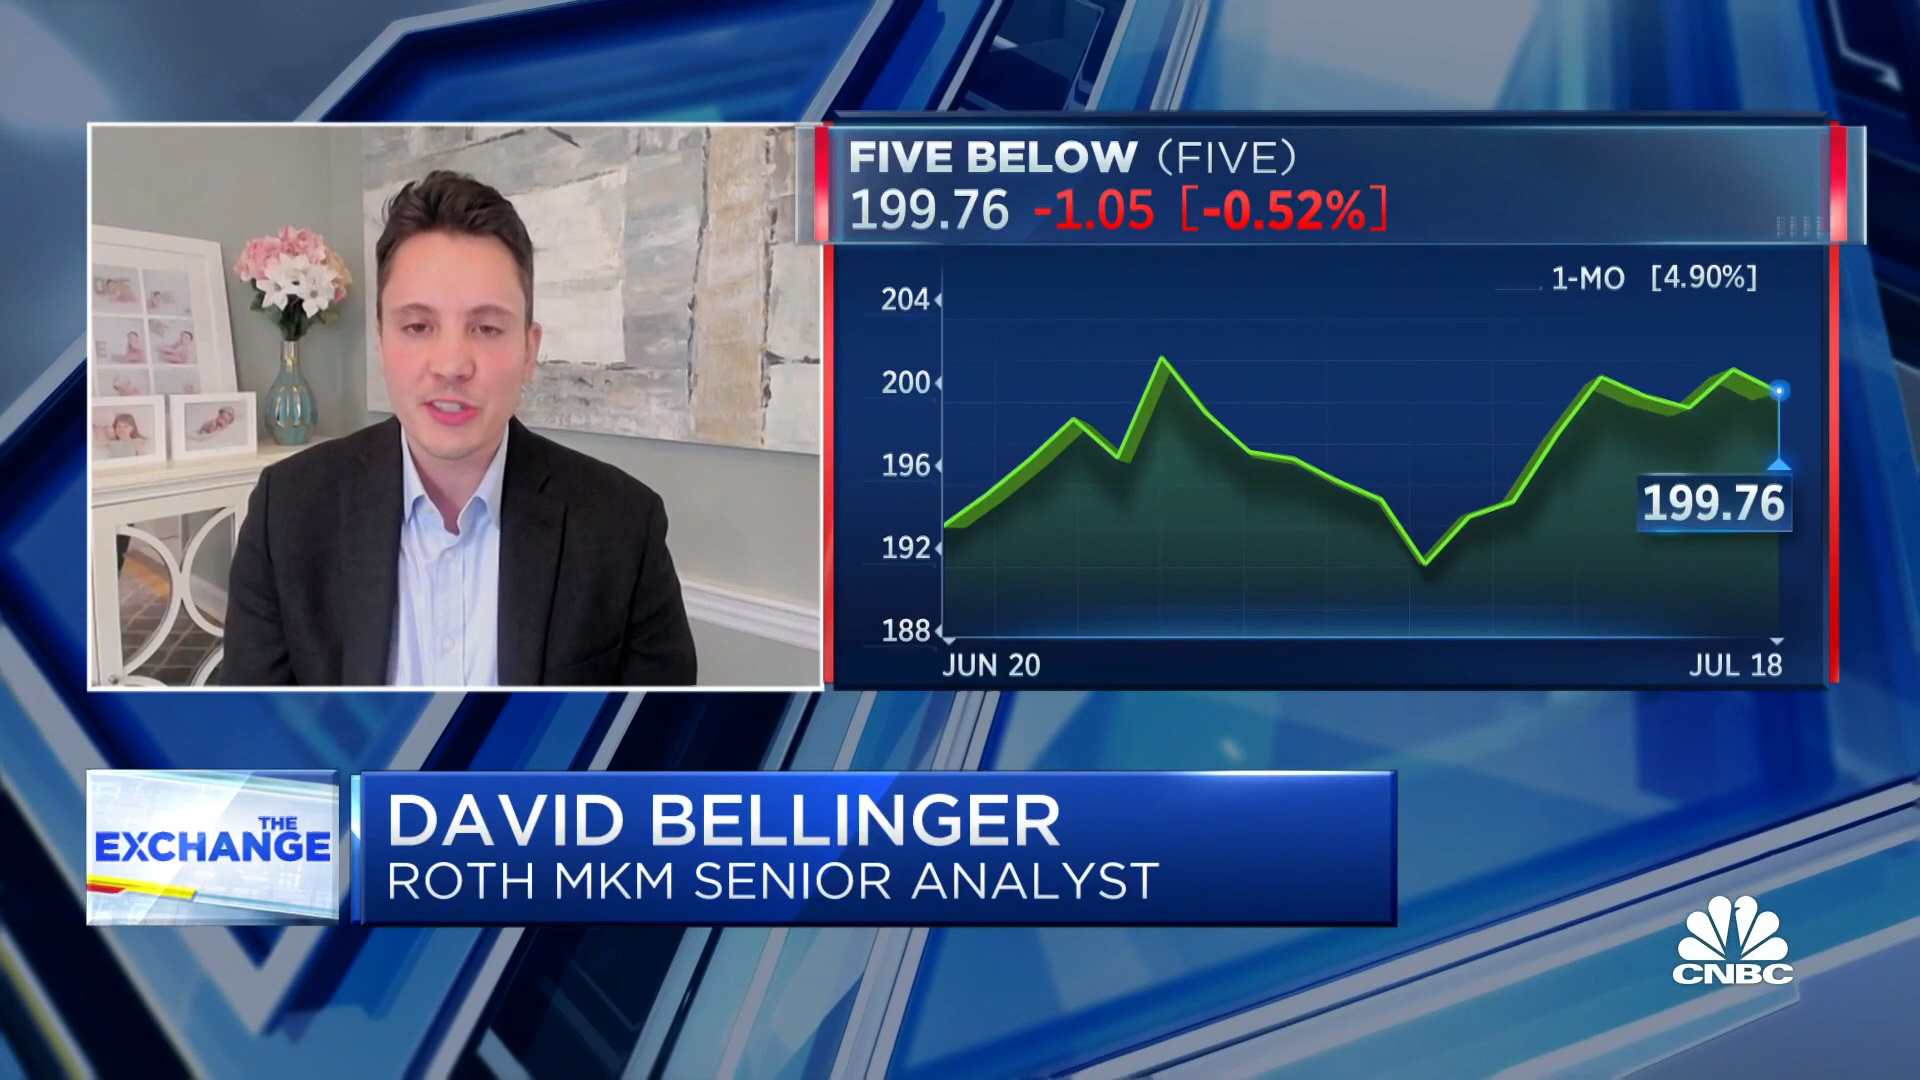 FIVE BELOW (FIVE)
199.76 -1.05 [-0.52%]
1-MO [4.90%]
204
200
196
192
188
199.76
JUN 20
JUL 18
THE
EXCHANGE
DAVID BELLINGER
ROTH MKM SENIOR ANALYST
CNBC